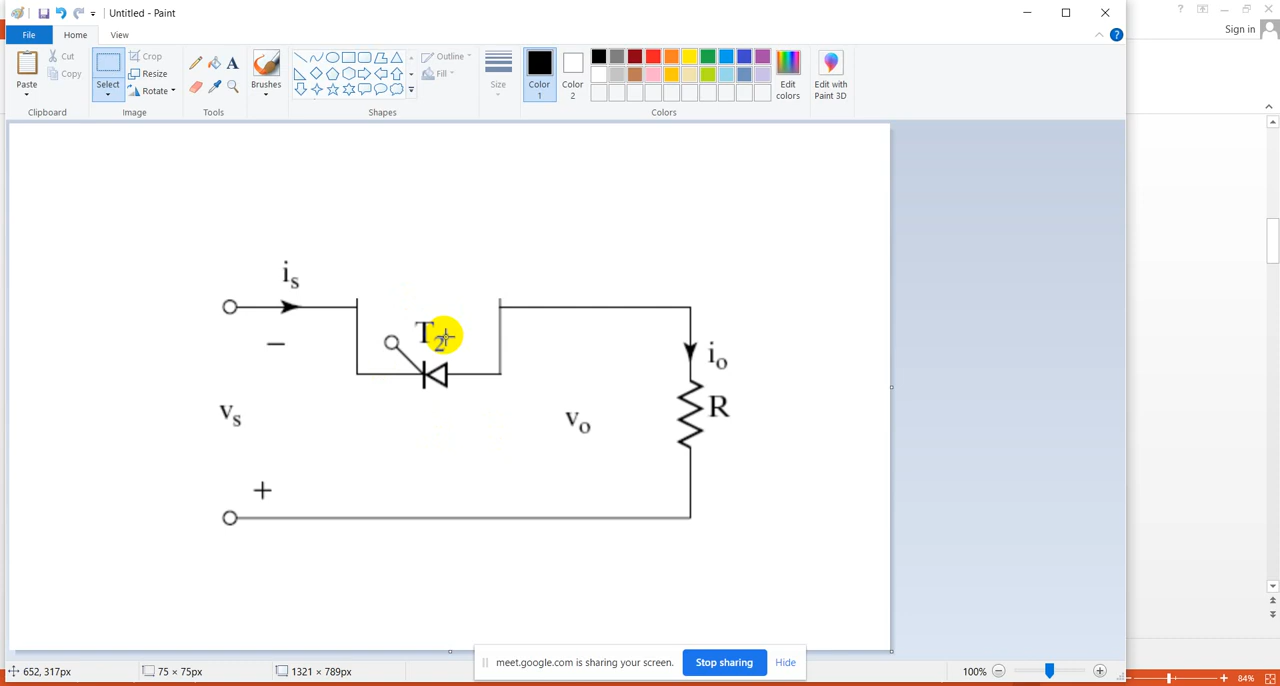 Untitled - Paint
Sign in
File Home View
Paste Cut Copy
Select Crop Resize Rotate
Brushes
Outline Fill
Size
Color 1
Color 2
Edit colors
Edit with Paint 3D
Clipboard Image Tools Shapes Colors
is
−
T2
io
R
vs
vo
+
meet.google.com is sharing your screen. Stop sharing Hide
652, 317px 75 × 75px 1321 × 789px 100% 84%